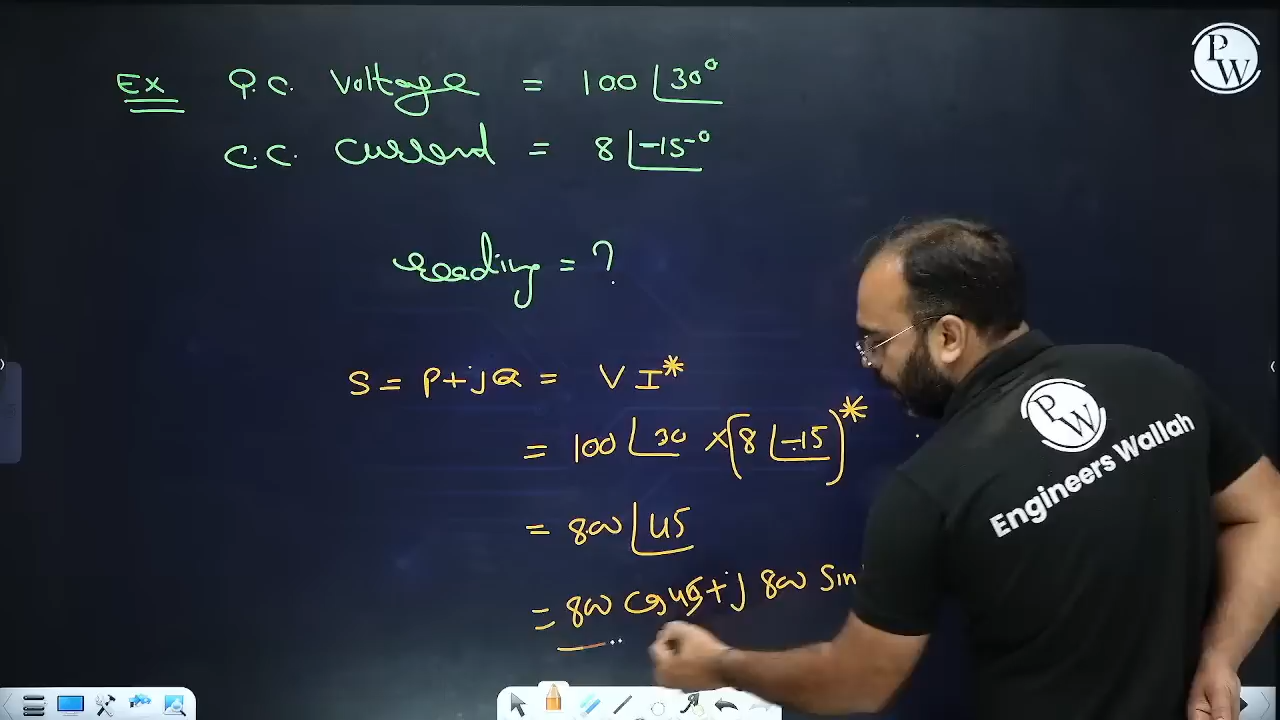 Ex P.C. Voltage = 100 ∠30°
C.C. Current = 8 ∠-15°
reading = ?
S = P+jQ = V I*
= 100 ∠30 × (8 ∠-15)*
= 800 ∠45
= 800 cos45 + j 800 Sin
PW
PW
Engineers Wallah